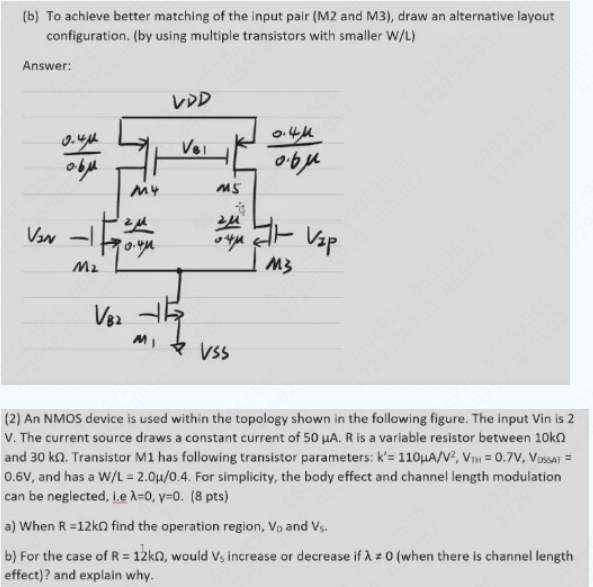 (b) To achieve better matching of the input pair (M2 and M3), draw an alternative layout
configuration. (by using multiple transistors with smaller W/L)
Answer:
VDD
0.4μ
0.6μ
VB1
0.4μ
0.6μ
M4
M5
VIN
2μ
0.4μ
2μ
0.4μ
VIP
M2
M3
VB2
M1
VSS
(2) An NMOS device is used within the topology shown in the following figure. The input Vin is 2
V. The current source draws a constant current of 50 μA. R is a variable resistor between 10kΩ
and 30 kΩ. Transistor M1 has following transistor parameters: k'= 110μA/V², VTH = 0.7V, VDSSAT =
0.6V, and has a W/L = 2.0μ/0.4. For simplicity, the body effect and channel length modulation
can be neglected, i.e λ=0, γ=0. (8 pts)
a) When R =12kΩ find the operation region, VD and VS.
b) For the case of R = 12kΩ, would VS increase or decrease if λ ≠ 0 (when there is channel length
effect)? and explain why.